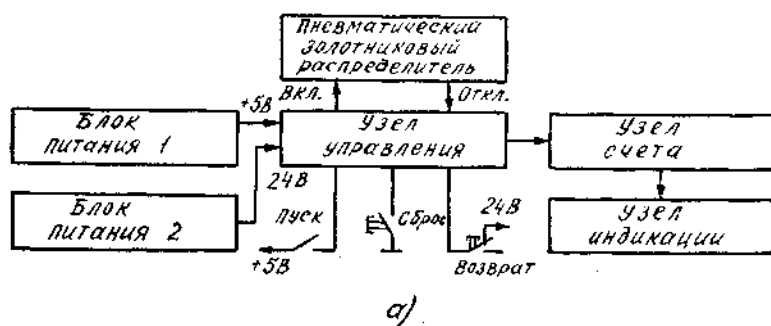 Пневматический
золотниковый
распределитель
Вкл.
Откл.
+5В
Блок
питания 1
Узел
управления
Узел
счета
24В
Блок
питания 2
Пуск
Сброс
24В
Узел
индикации
+5В
Возврат
а)